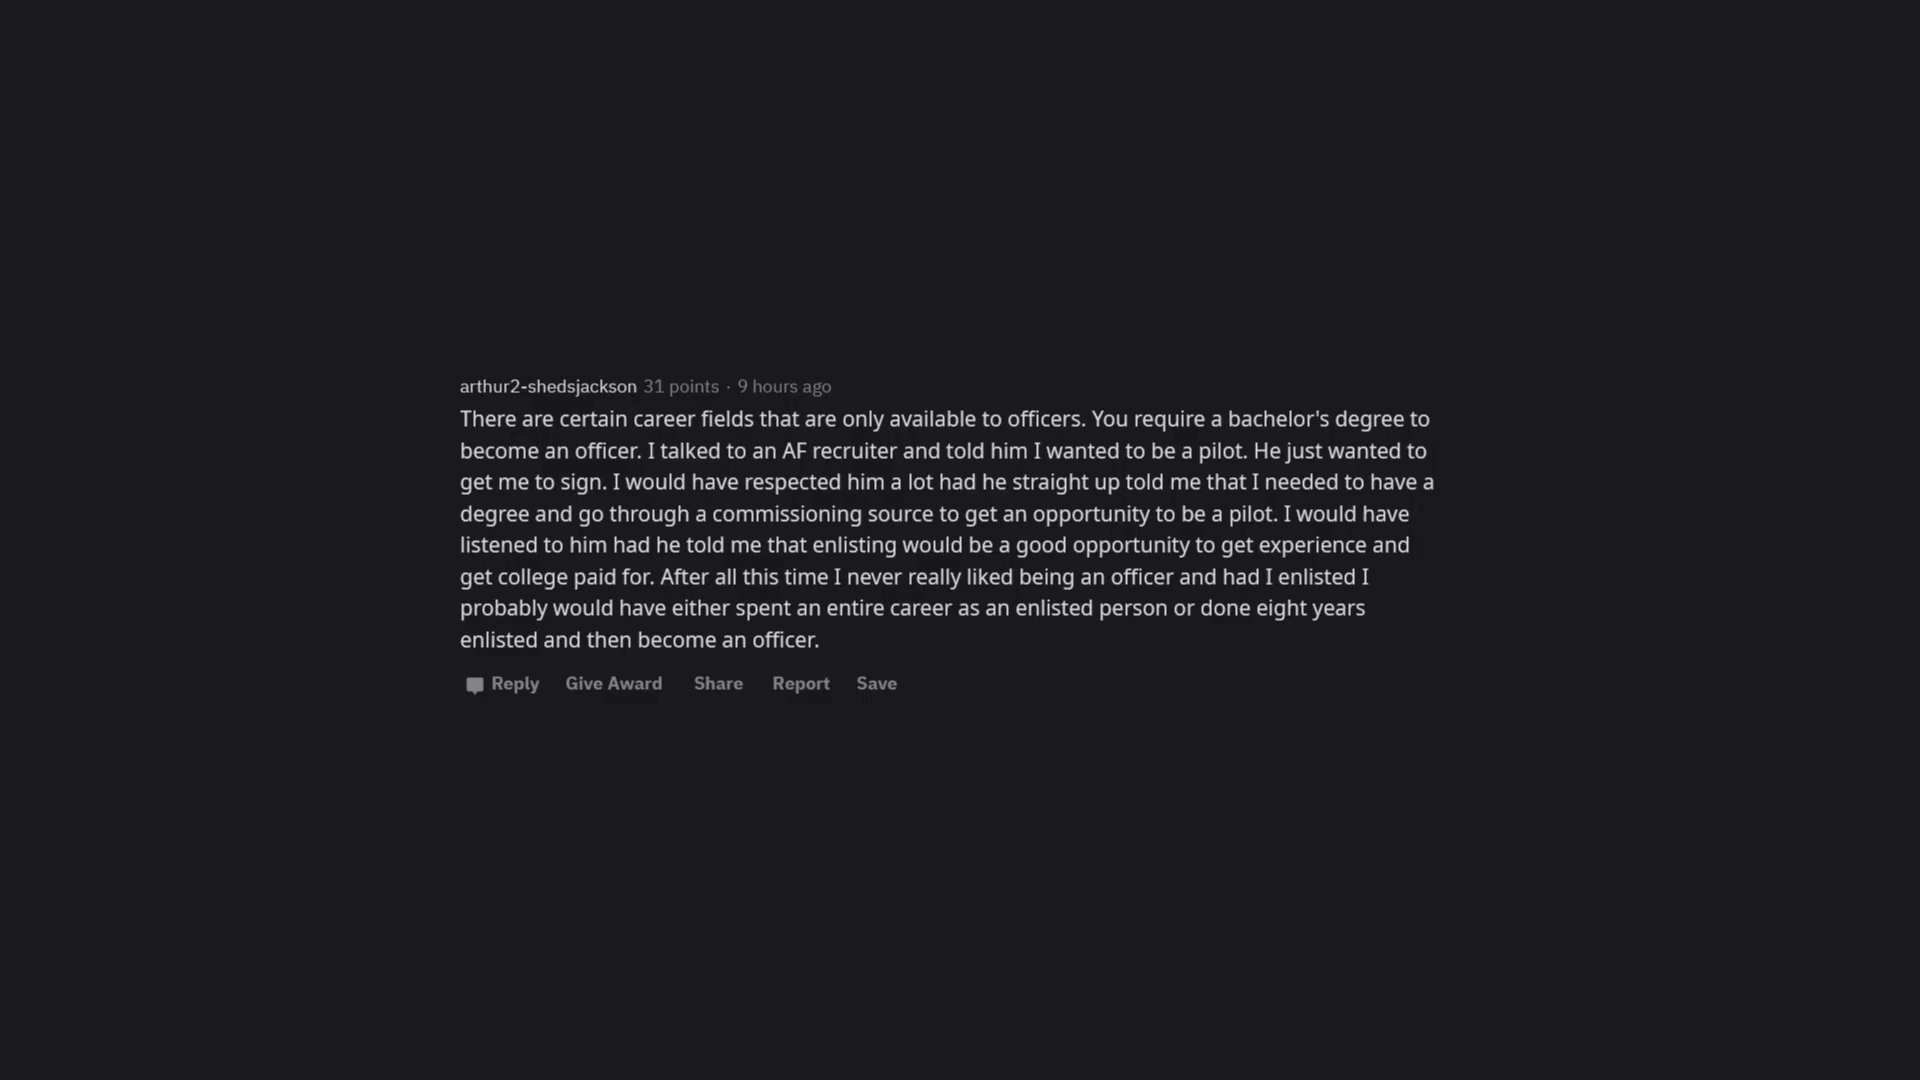 arthur2-shedsjackson 31 points · 9 hours ago
There are certain career fields that are only available to officers. You require a bachelor's degree to
become an officer. I talked to an AF recruiter and told him I wanted to be a pilot. He just wanted to
get me to sign. I would have respected him a lot had he straight up told me that I needed to have a
degree and go through a commissioning source to get an opportunity to be a pilot. I would have
listened to him had he told me that enlisting would be a good opportunity to get experience and
get college paid for. After all this time I never really liked being an officer and had I enlisted I
probably would have either spent an entire career as an enlisted person or done eight years
enlisted and then become an officer.
Reply Give Award Share Report Save